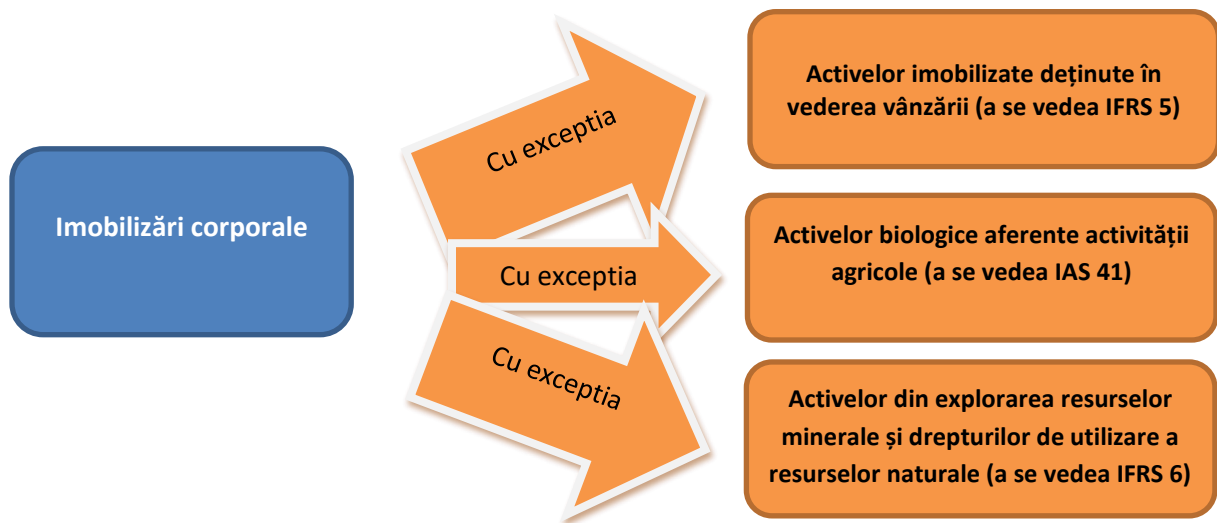 Imobilizări corporale
Cu exceptia
Activelor imobilizate deținute în
vederea vânzării (a se vedea IFRS 5)
Cu exceptia
Activelor biologice aferente activității
agricole (a se vedea IAS 41)
Cu exceptia
Activelor din explorarea resurselor
minerale și drepturilor de utilizare a
resurselor naturale (a se vedea IFRS 6)